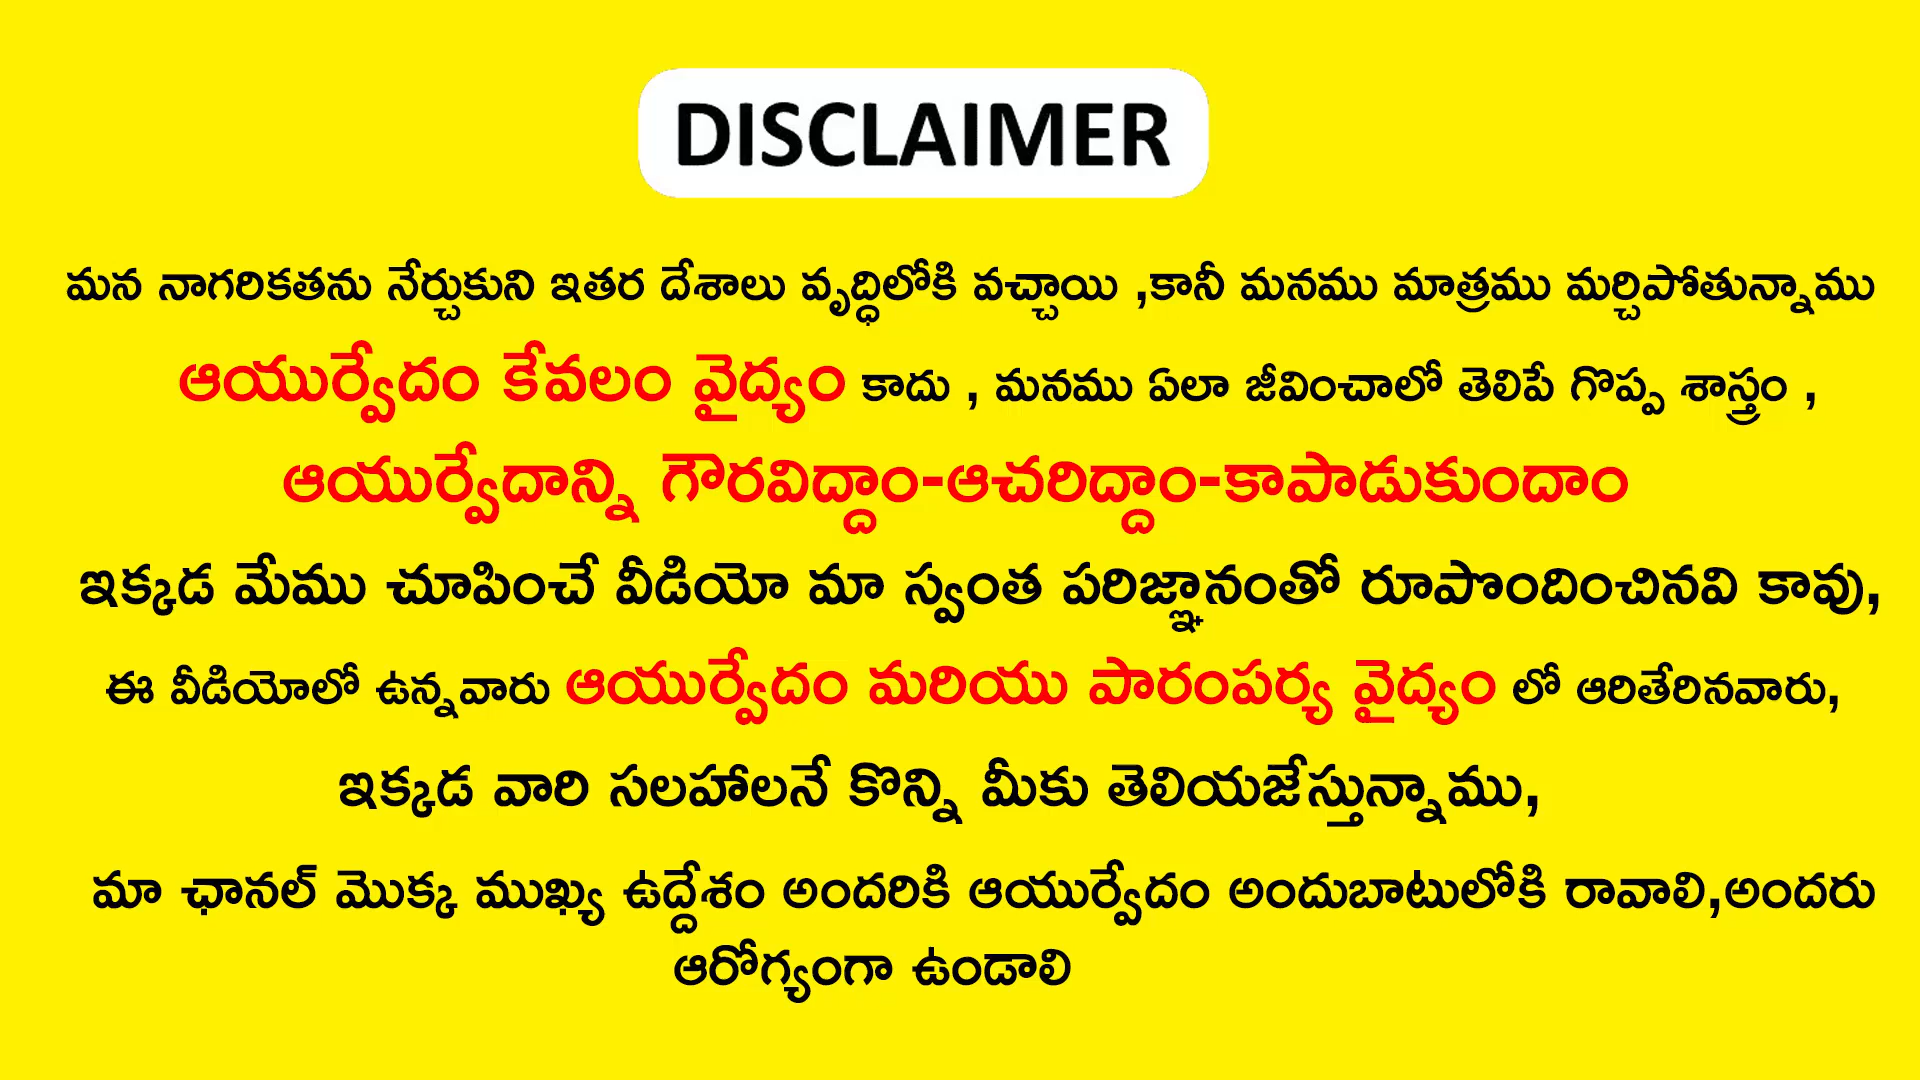 DISCLAIMER
మన నాగరికతను నేర్చుకుని ఇతర దేశాలు వృద్ధిలోకి వచ్చాయి ,కానీ మనము మాత్రము మర్చిపోతున్నాము
ఆయుర్వేదం కేవలం వైద్యం కాదు , మనము ఏలా జీవించాలో తెలిపే గొప్ప శాస్త్రం ,
ఆయుర్వేదాన్ని గౌరవిద్దాం-ఆచరిద్దాం-కాపాడుకుందాం
ఇక్కడ మేము చూపించే వీడియో మా స్వంత పరిజ్ఞానంతో రూపొందించినవి కావు,
ఈ వీడియోలో ఉన్నవారు ఆయుర్వేదం మరియు పారంపర్య వైద్యం లో ఆరితేరినవారు,
ఇక్కడ వారి సలహాలనే కొన్ని మీకు తెలియజేస్తున్నాము,
మా ఛానల్ మొక్క ముఖ్య ఉద్దేశం అందరికి ఆయుర్వేదం అందుబాటులోకి రావాలి,అందరు
ఆరోగ్యంగా ఉండాలి